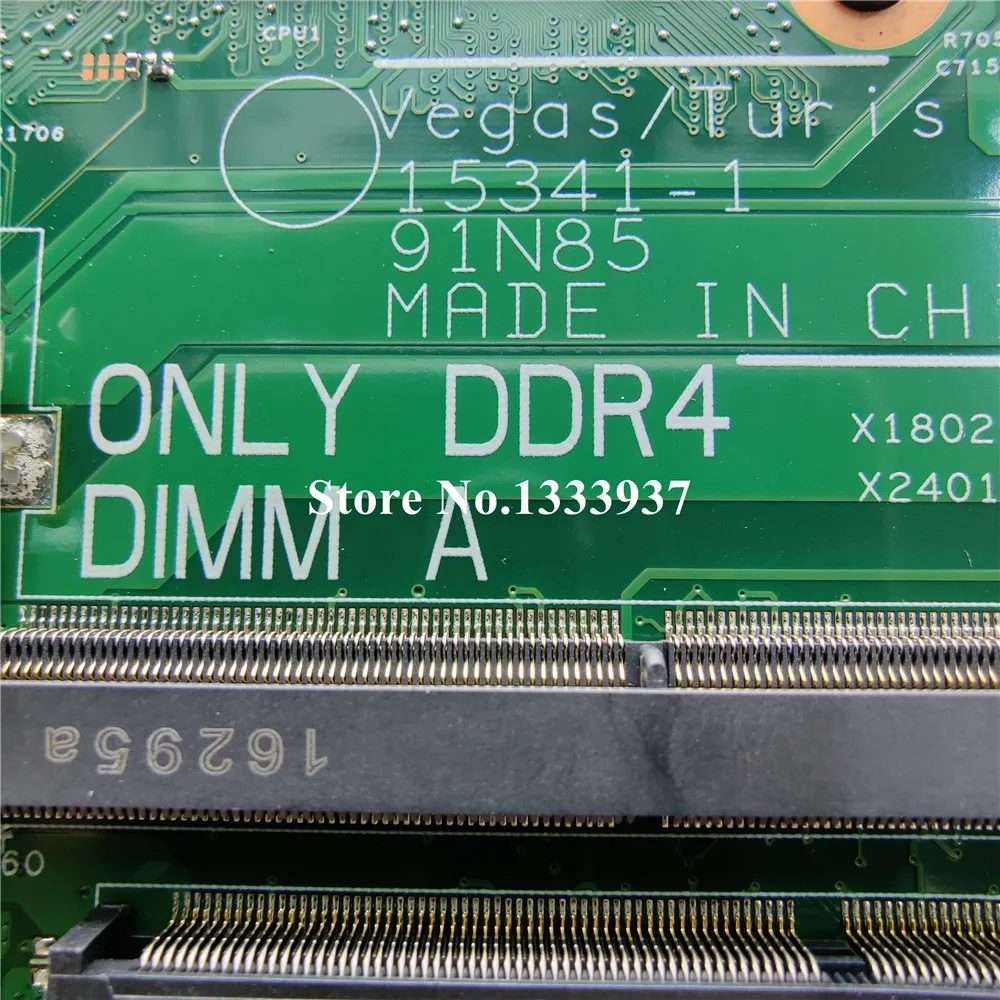 CPU1
R703
C715
1706
Vegas/Turis
15341-1
91N85
MADE IN CH
ONLY DDR4
X1802
DIMM A
X2401
Store No.1333937
16295a
60